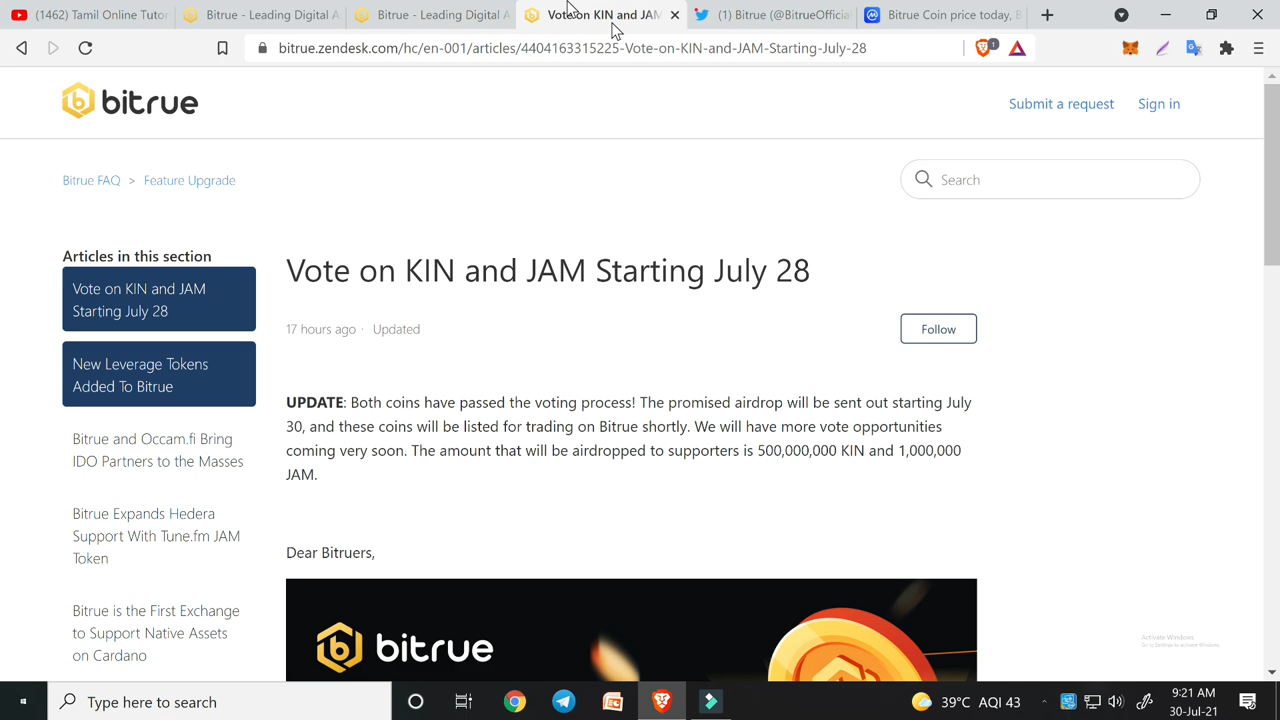 (1462) Tamil Online Tutor
Bitrue - Leading Digital A
Bitrue - Leading Digital A
Vote on KIN and JAM
(1) Bitrue (@BitrueOfficia
Bitrue Coin price today, B
bitrue.zendesk.com/hc/en-001/articles/4404163315225-Vote-on-KIN-and-JAM-Starting-July-28
1
bitrue
Submit a request
Sign in
Bitrue FAQ > Feature Upgrade
Search
Articles in this section
Vote on KIN and JAM
Starting July 28
New Leverage Tokens
Added To Bitrue
Bitrue and Occam.fi Bring
IDO Partners to the Masses
Bitrue Expands Hedera
Support With Tune.fm JAM
Token
Bitrue is the First Exchange
to Support Native Assets
on Cardano
Vote on KIN and JAM Starting July 28
17 hours ago · Updated
Follow
UPDATE: Both coins have passed the voting process! The promised airdrop will be sent out starting July
30, and these coins will be listed for trading on Bitrue shortly. We will have more vote opportunities
coming very soon. The amount that will be airdropped to supporters is 500,000,000 KIN and 1,000,000
JAM.
Dear Bitruers,
bitrue
Activate Windows
Go to Settings to activate Windows.
Type here to search
39°C AQI 43
9:21 AM
30-Jul-21